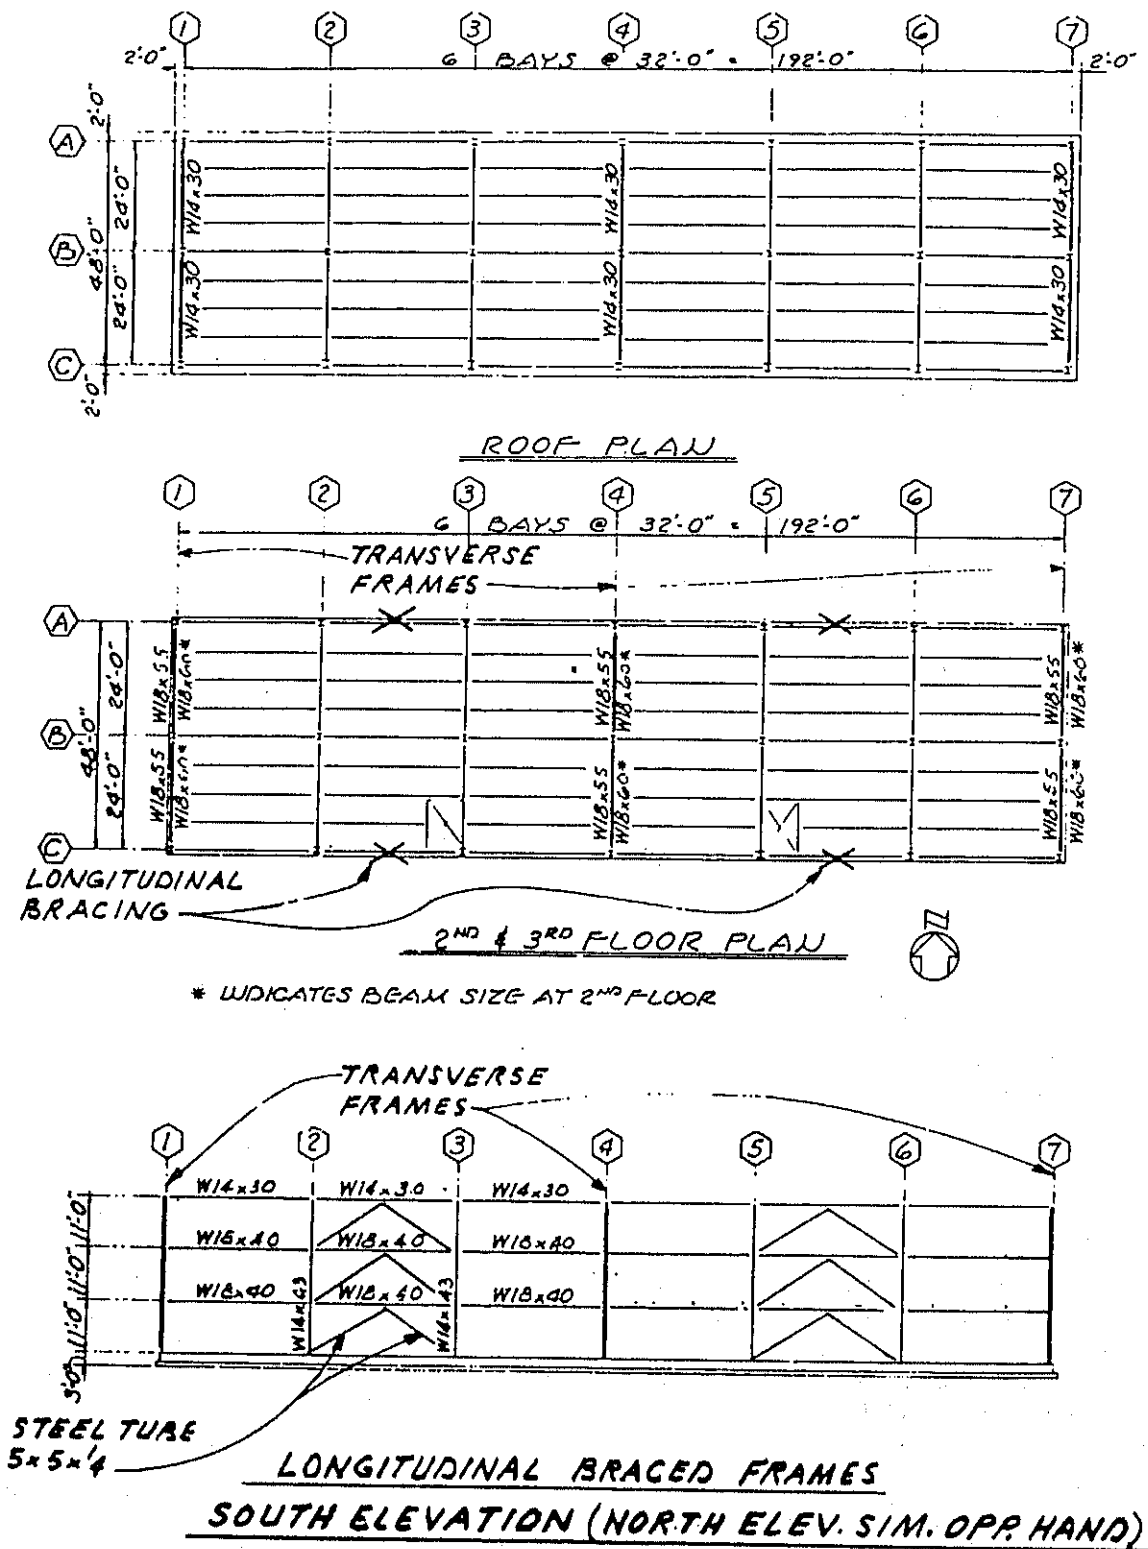 1 2 3 4 5 6 7
2'-0" 6 BAYS @ 32'-0" = 192'-0" 2'-0"
2'-0"
A
24'-0"
W14x30 W14x30 W14x30
B
48'-0"
24'-0"
W14x30 W14x30 W14x30
C
2'-0"
ROOF PLAN
1 2 3 4 5 6 7
6 BAYS @ 32'-0" = 192'-0"
TRANSVERSE
FRAMES
A
24'-0"
W18x55 W18x60* W18x55 W18x60* W18x55 W18x60*
B
48'-0"
24'-0"
W18x55 W18x60* W18x55 W18x60* W18x55 W18x60*
C
LONGITUDINAL
BRACING
2ND & 3RD FLOOR PLAN
N
* INDICATES BEAM SIZE AT 2ND FLOOR
TRANSVERSE
FRAMES
1 2 3 4 5 6 7
W14x30 W14x30 W14x30
11'-0"
W18x40 W18x40 W18x40
11'-0"
W18x40 W18x40 W18x40
11'-0"
W14x43 W14x43
3'-0"
STEEL TUBE
5x5x1/4
LONGITUDINAL BRACED FRAMES
SOUTH ELEVATION (NORTH ELEV. SIM. OPP. HAND)